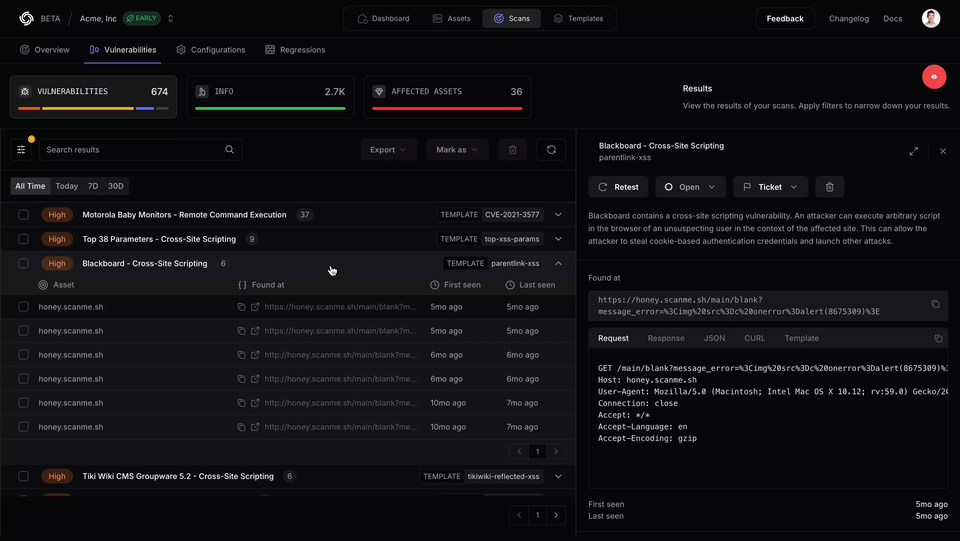 BETA
Acme, Inc
EARLY
Dashboard
Assets
Scans
Templates
Feedback
Changelog
Docs
Overview
Vulnerabilities
Configurations
Regressions
VULNERABILITIES 674
INFO 2.7K
AFFECTED ASSETS 36
Results
View the results of your scans. Apply filters to narrow down your results.
Search results
Export
Mark as
All Time Today 7D 30D
High Motorola Baby Monitors - Remote Command Execution 37 TEMPLATE CVE-2021-3577
High Top 38 Parameters - Cross-Site Scripting 9 TEMPLATE top-xss-params
High Blackboard - Cross-Site Scripting 6 TEMPLATE parentlink-xss
Asset {} Found at First seen Last seen
honey.scanme.sh https://honey.scanme.sh/main/blank?m... 5mo ago 5mo ago
honey.scanme.sh https://honey.scanme.sh/main/blank?m... 5mo ago 5mo ago
honey.scanme.sh http://honey.scanme.sh/main/blank?me... 6mo ago 6mo ago
honey.scanme.sh http://honey.scanme.sh/main/blank?me... 6mo ago 6mo ago
honey.scanme.sh http://honey.scanme.sh/main/blank?me... 10mo ago 7mo ago
honey.scanme.sh http://honey.scanme.sh/main/blank?me... 10mo ago 7mo ago
1
High Tiki Wiki CMS Groupware 5.2 - Cross-Site Scripting 6 TEMPLATE tikiwiki-reflected-xss
1
Blackboard - Cross-Site Scripting
parentlink-xss
Retest
Open
Ticket
Blackboard contains a cross-site scripting vulnerability. An attacker can execute arbitrary script
in the browser of an unsuspecting user in the context of the affected site. This can allow the
attacker to steal cookie-based authentication credentials and launch other attacks.
Found at
https://honey.scanme.sh/main/blank?
message_error=%3Cimg%20src%3Dc%20onerror%3Dalert(8675309)%3E
Request Response JSON CURL Template
GET /main/blank?message_error=%3Cimg%20src%3Dc%20onerror%3Dalert(8675309)%3
Host: honey.scanme.sh
User-Agent: Mozilla/5.0 (Macintosh; Intel Mac OS X 10.12; rv:59.0) Gecko/20
Connection: close
Accept: */*
Accept-Language: en
Accept-Encoding: gzip
First seen 5mo ago
Last seen 5mo ago